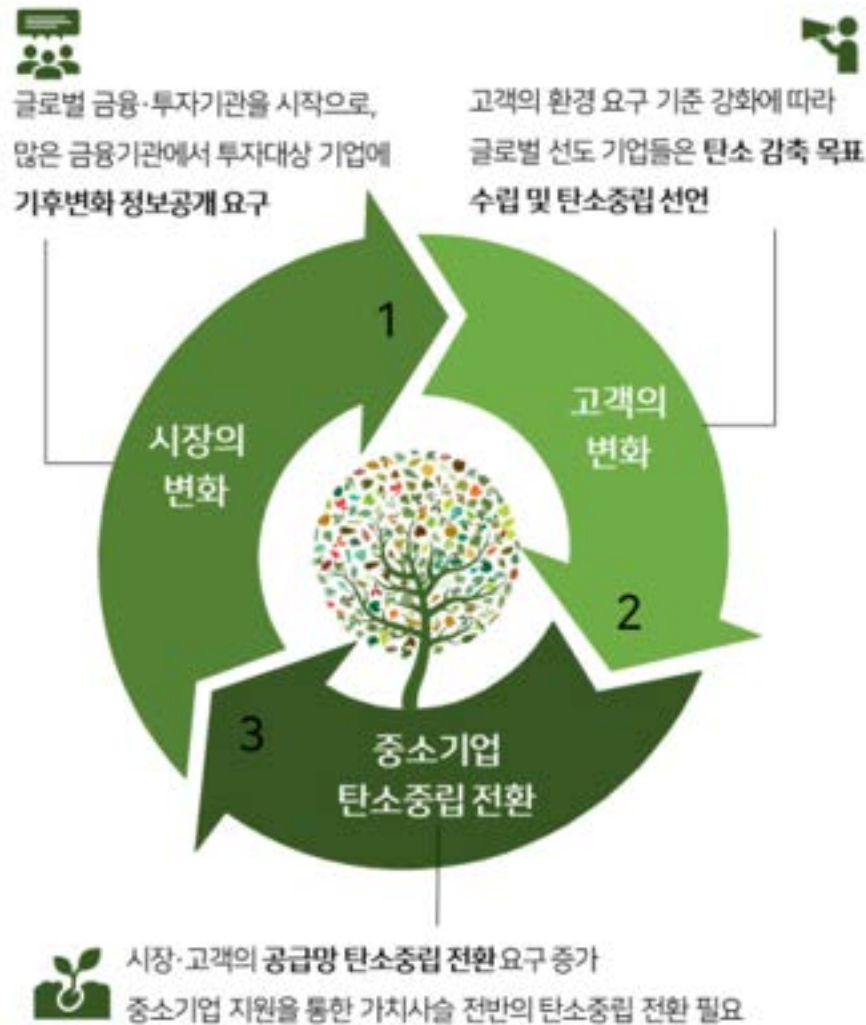 글로벌 금융·투자기관을 시작으로,
많은 금융기관에서 투자대상 기업에
기후변화 정보공개 요구
고객의 환경 요구 기준 강화에 따라
글로벌 선도 기업들은 탄소 감축 목표
수립 및 탄소중립 선언
1
시장의
변화
고객의
변화
2
3
중소기업
탄소중립 전환
시장·고객의 공급망 탄소중립 전환 요구 증가
중소기업 지원을 통한 가치사슬 전반의 탄소중립 전환 필요